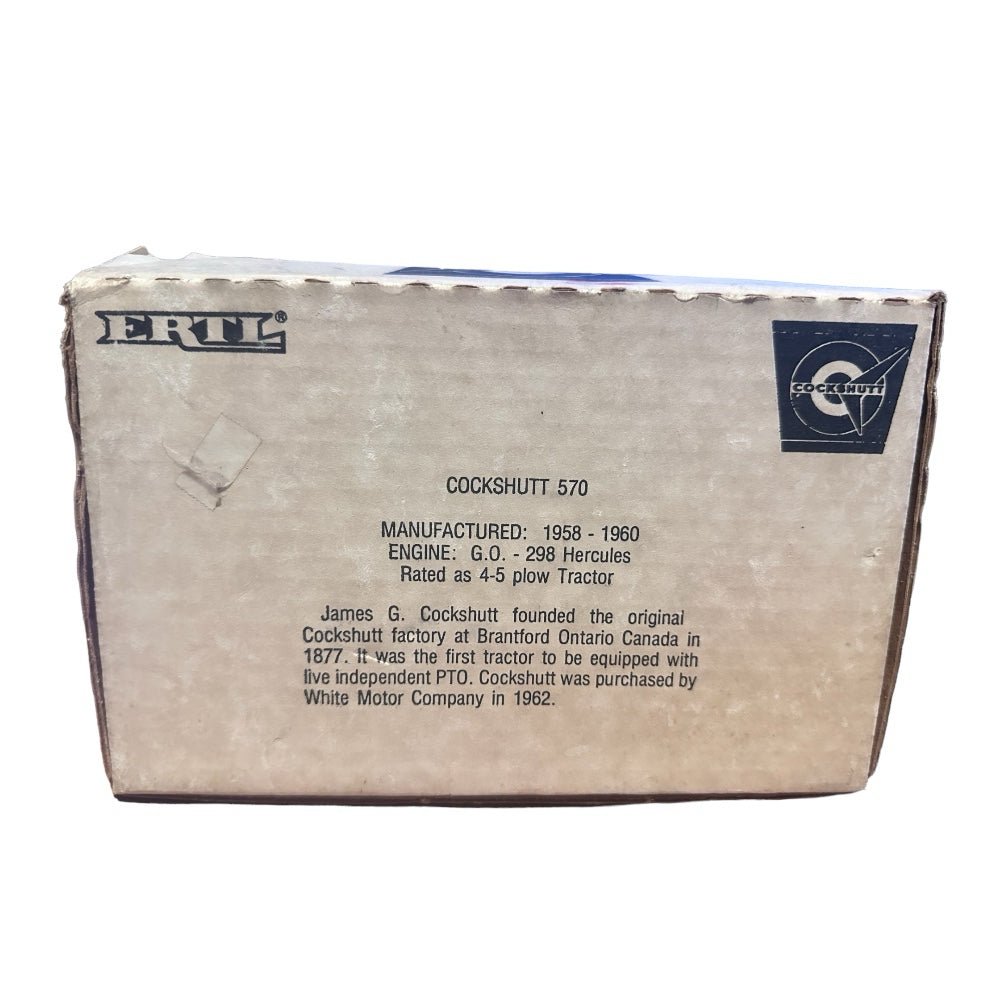 ERTL®
COCKSHUTT
COCKSHUTT 570
MANUFACTURED: 1958 - 1960
ENGINE: G.O. - 298 Hercules
Rated as 4-5 plow Tractor
James G. Cockshutt founded the original
Cockshutt factory at Brantford Ontario Canada in
1877. It was the first tractor to be equipped with
live independent PTO. Cockshutt was purchased by
White Motor Company in 1962.